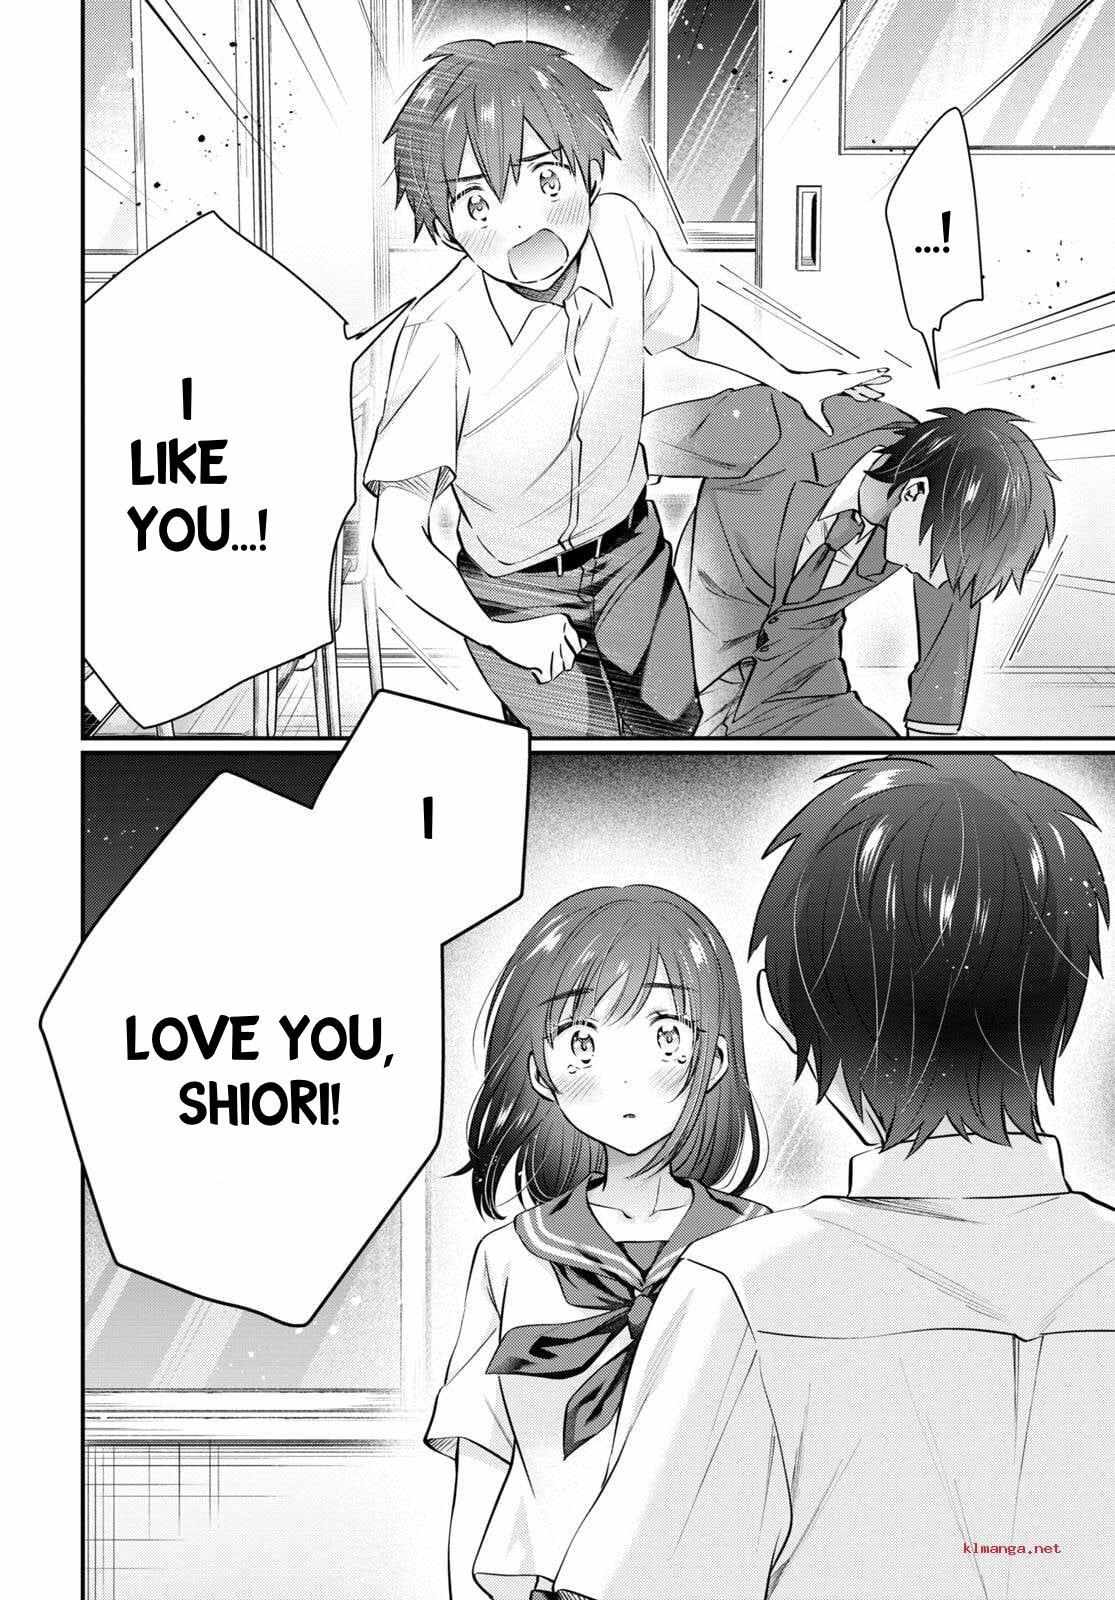 ...!
I
LIKE
YOU...!
I
LOVE YOU,
SHIORI!
klmanga.net